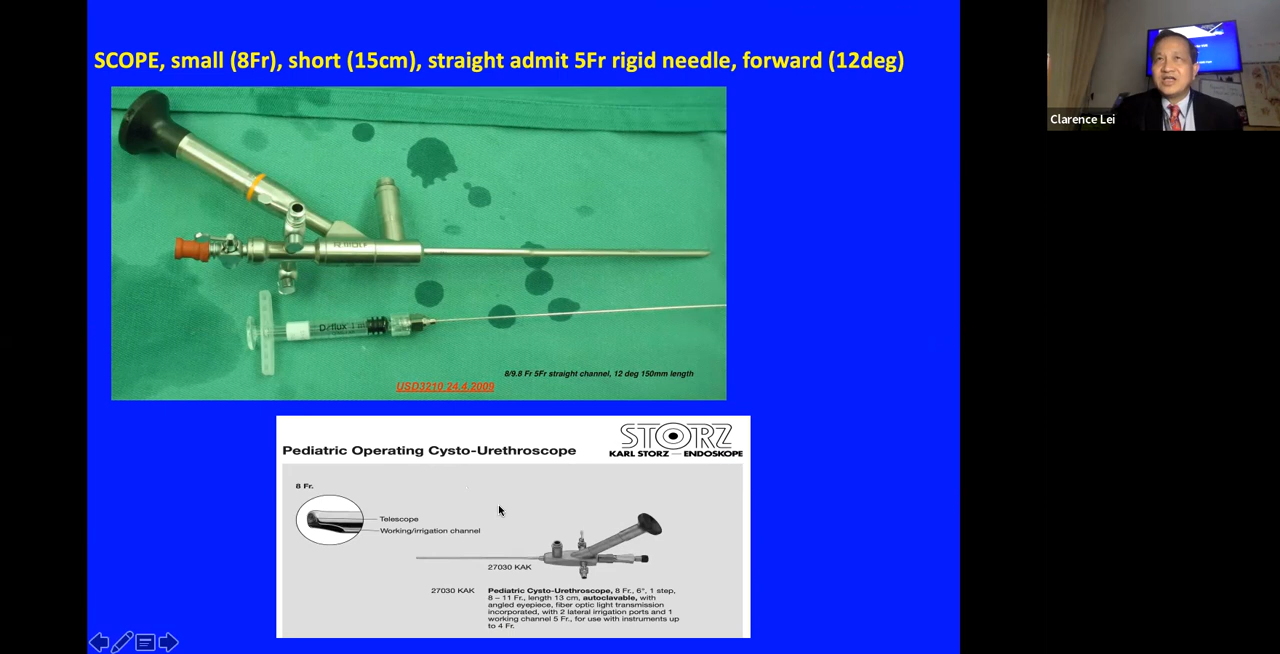 SCOPE, small (8Fr), short (15cm), straight admit 5Fr rigid needle, forward (12deg)
Clarence Lei
R.WOLF
Deflux 1 ml
8/9.8 Fr 5Fr straight channel, 12 deg 150mm length
USD3210 24.4.2009
STORZ
KARL STORZ — ENDOSKOPE
Pediatric Operating Cysto-Urethroscope
8 Fr.
Telescope
Working/irrigation channel
27030 KAK
27030 KAK
Pediatric Cysto-Urethroscope, 8 Fr., 6°, 1 step,
8 – 11 Fr., length 13 cm, autoclavable, with
angled eyepiece, fiber optic light transmission
incorporated, with 2 lateral irrigation ports and 1
working channel 5 Fr., for use with instruments up
to 4 Fr.